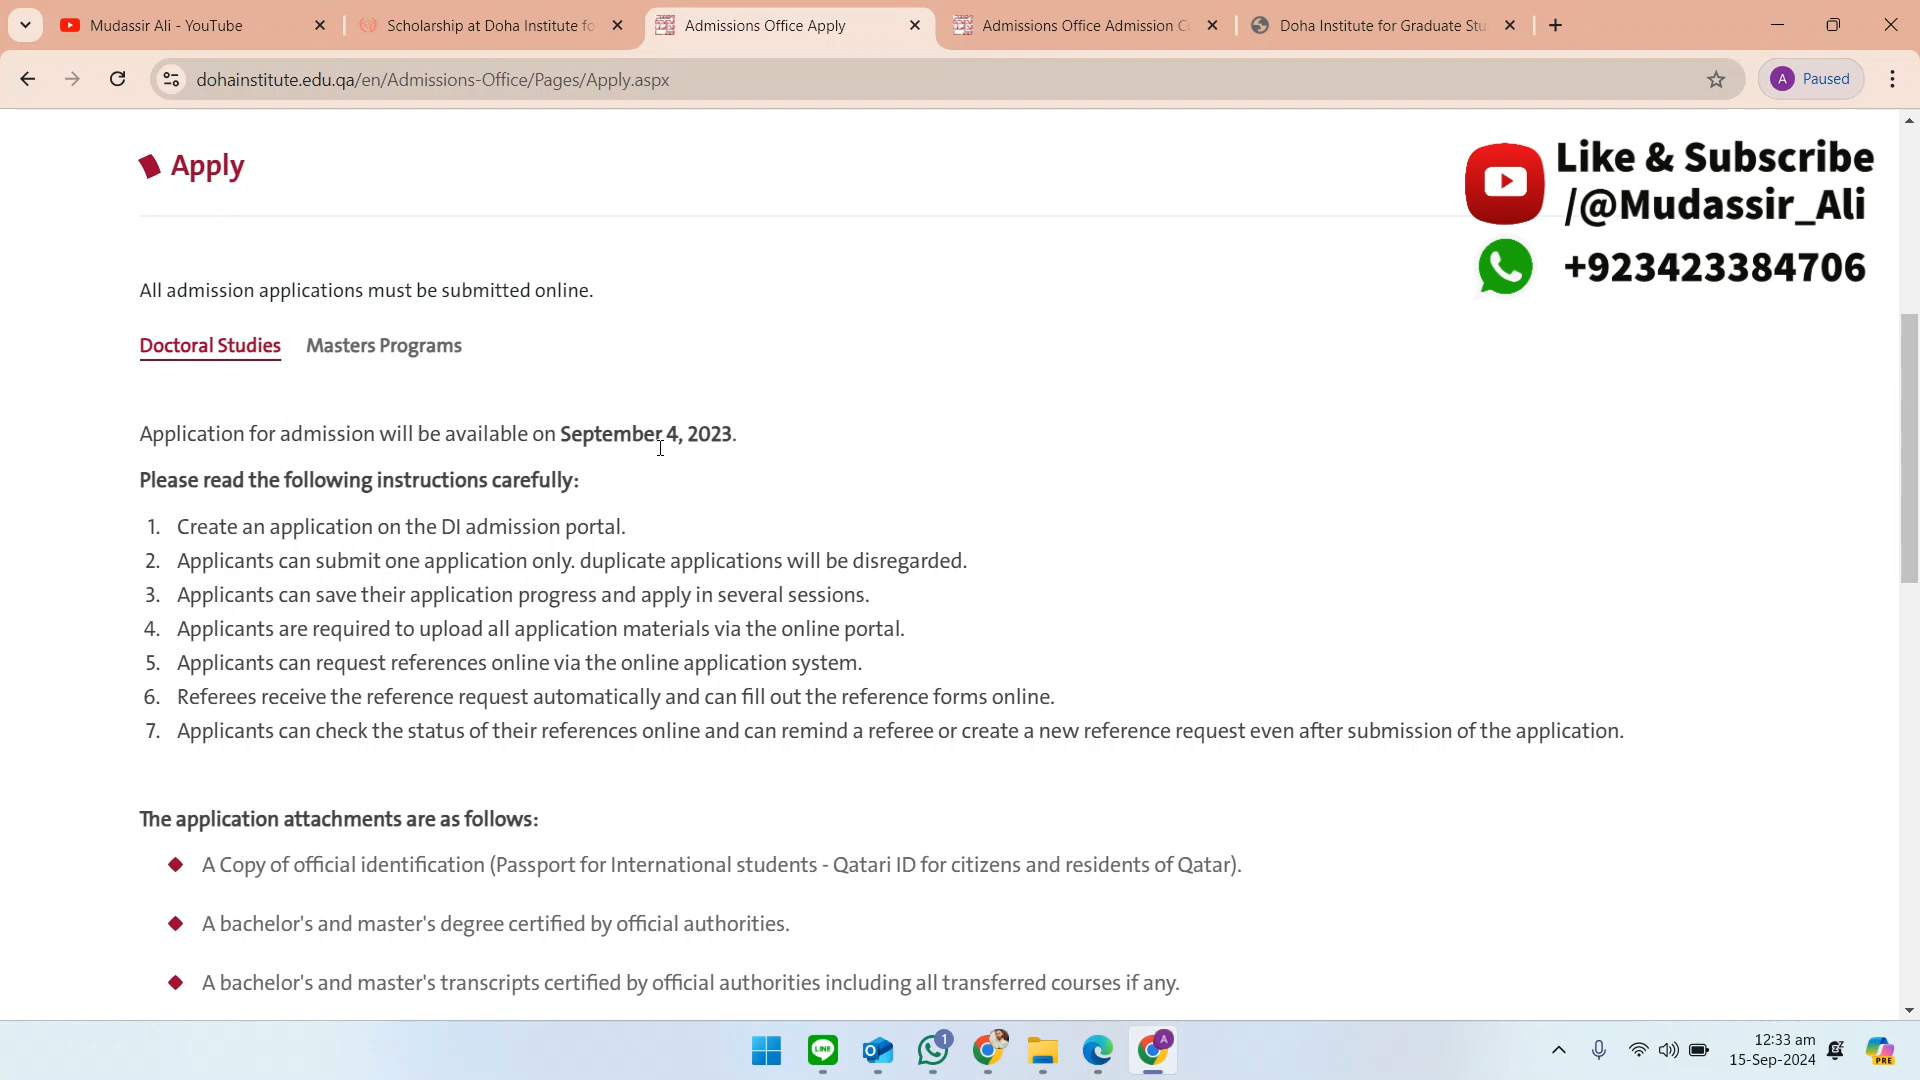 Mudassir Ali - YouTube
Scholarship at Doha Institute fo
Admissions Office Apply
Admissions Office Admission C
Doha Institute for Graduate Stu
dohainstitute.edu.qa/en/Admissions-Office/Pages/Apply.aspx
A Paused
Apply
Like & Subscribe
/@Mudassir_Ali
+923423384706
All admission applications must be submitted online.
Doctoral Studies Masters Programs
Application for admission will be available on September 4, 2023.
Please read the following instructions carefully:
1. Create an application on the DI admission portal.
2. Applicants can submit one application only. duplicate applications will be disregarded.
3. Applicants can save their application progress and apply in several sessions.
4. Applicants are required to upload all application materials via the online portal.
5. Applicants can request references online via the online application system.
6. Referees receive the reference request automatically and can fill out the reference forms online.
7. Applicants can check the status of their references online and can remind a referee or create a new reference request even after submission of the application.
The application attachments are as follows:
A Copy of official identification (Passport for International students - Qatari ID for citizens and residents of Qatar).
A bachelor's and master's degree certified by official authorities.
A bachelor's and master's transcripts certified by official authorities including all transferred courses if any.
LINE
1
A
12:33 am
15-Sep-2024
PRE